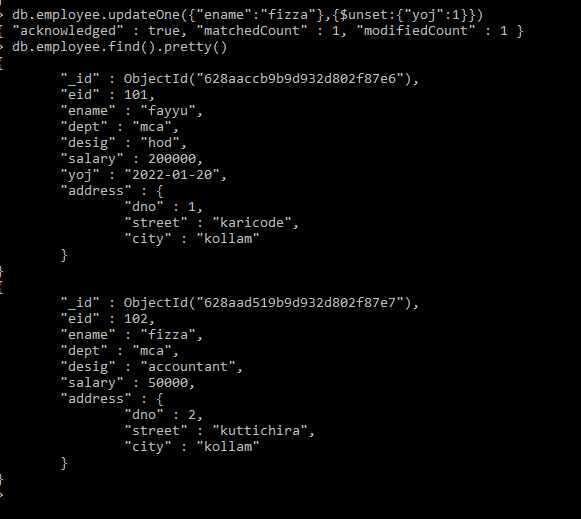 > db.employee.updateOne({"ename":"fizza"},{$unset:{"yoj":1}})
{ "acknowledged" : true, "matchedCount" : 1, "modifiedCount" : 1 }
> db.employee.find().pretty()
{
        "_id" : ObjectId("628aaccb9b9d932d802f87e6"),
        "eid" : 101,
        "ename" : "fayyu",
        "dept" : "mca",
        "desig" : "hod",
        "salary" : 200000,
        "yoj" : "2022-01-20",
        "address" : {
                "dno" : 1,
                "street" : "karicode",
                "city" : "kollam"
        }
}
{
        "_id" : ObjectId("628aad519b9d932d802f87e7"),
        "eid" : 102,
        "ename" : "fizza",
        "dept" : "mca",
        "desig" : "accountant",
        "salary" : 50000,
        "address" : {
                "dno" : 2,
                "street" : "kuttichira",
                "city" : "kollam"
        }
}
>